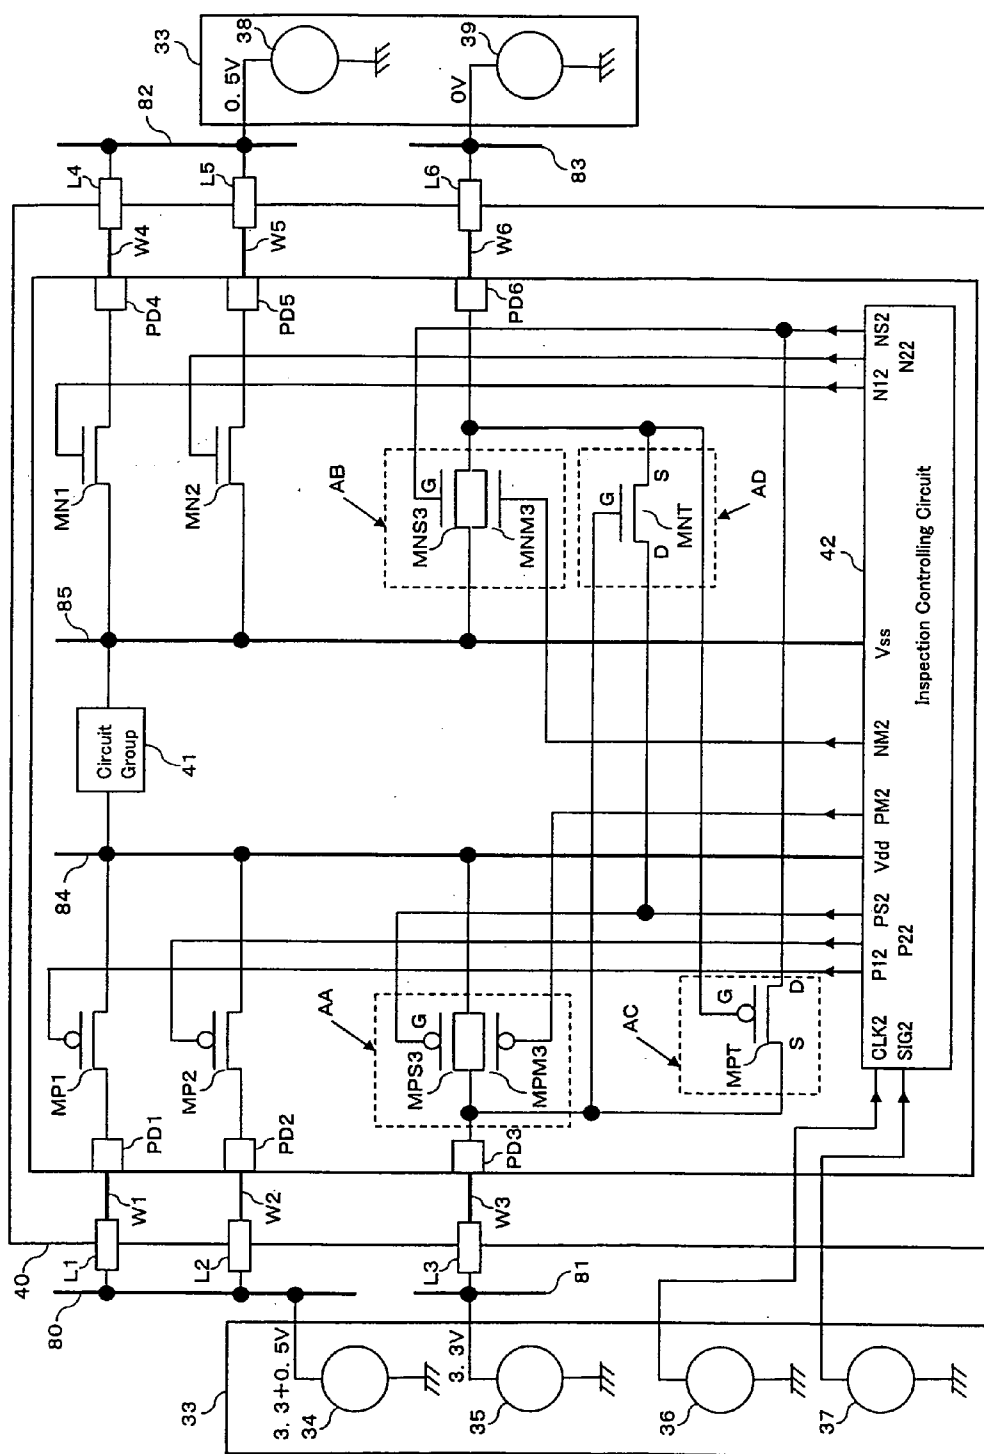 33
38
39
0. 5V
0V
82
83
L4
L5
L6
W4
W5
W6
PD4
PD5
PD6
MN1
MN2
AB
G
MNS3
MNM3
AD
S
G
MNT
D
85
Circuit
Group
41
84
AA
G
MPS3
MPM3
AC
G
D
MPT
S
MP1
MP2
PD1
PD2
PD3
W1
W2
W3
40
L1
L2
L3
80
81
33
3. 3+0. 5V
3. 3V
34
35
36
37
NS2
N22
N12
42
Vss
NM2
PM2
Vdd
PS2
P22
P12
CLK2
SIG2
Inspection Controlling Circuit